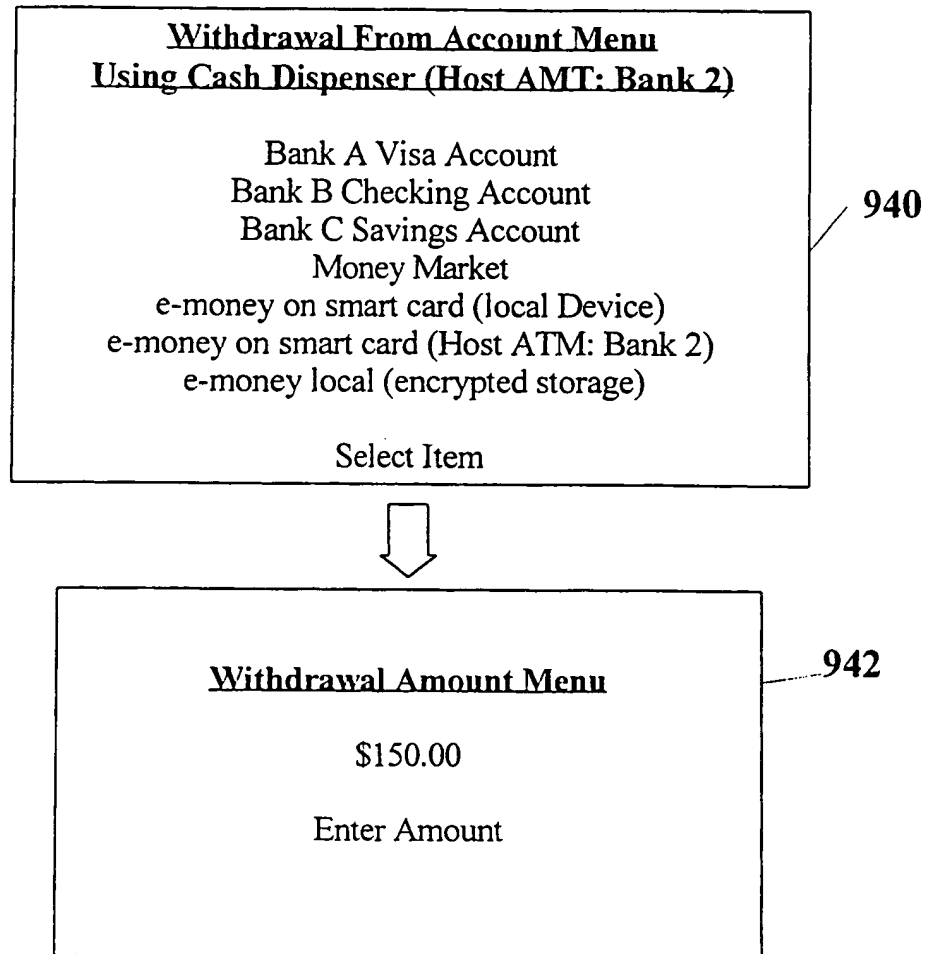 Withdrawal From Account Menu
Using Cash Dispenser (Host AMT: Bank 2)
Bank A Visa Account
Bank B Checking Account
Bank C Savings Account
Money Market
e-money on smart card (local Device)
e-money on smart card (Host ATM: Bank 2)
e-money local (encrypted storage)
Select Item
940
Withdrawal Amount Menu
$150.00
Enter Amount
942